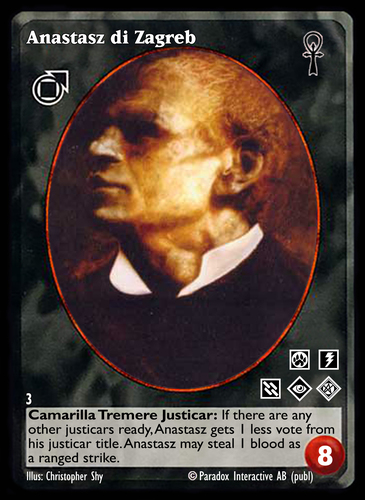 Anastasz di Zagreb
3
Camarilla Tremere Justicar: If there are any
other justicars ready, Anastasz gets 1 less vote from
his justicar title. Anastasz may steal 1 blood as
a ranged strike.
8
Illus: Christopher Shy © Paradox Interactive AB (publ)